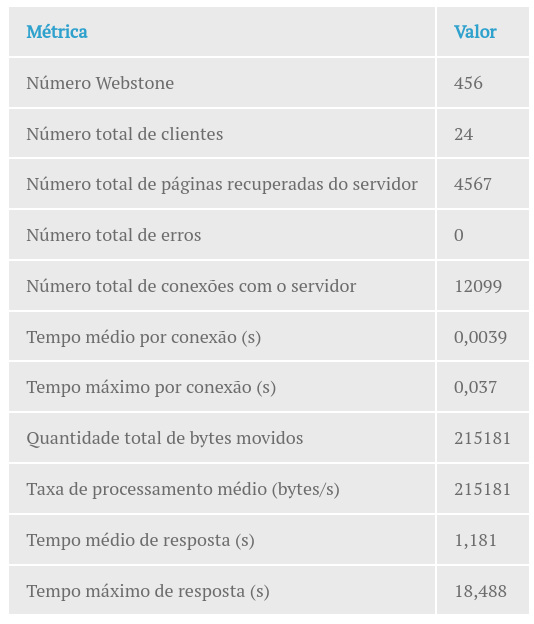 Métrica Valor
Número Webstone 456
Número total de clientes 24
Número total de páginas recuperadas do servidor 4567
Número total de erros 0
Número total de conexões com o servidor 12099
Tempo médio por conexão (s) 0,0039
Tempo máximo por conexão (s) 0,037
Quantidade total de bytes movidos 215181
Taxa de processamento médio (bytes/s) 215181
Tempo médio de resposta (s) 1,181
Tempo máximo de resposta (s) 18,488